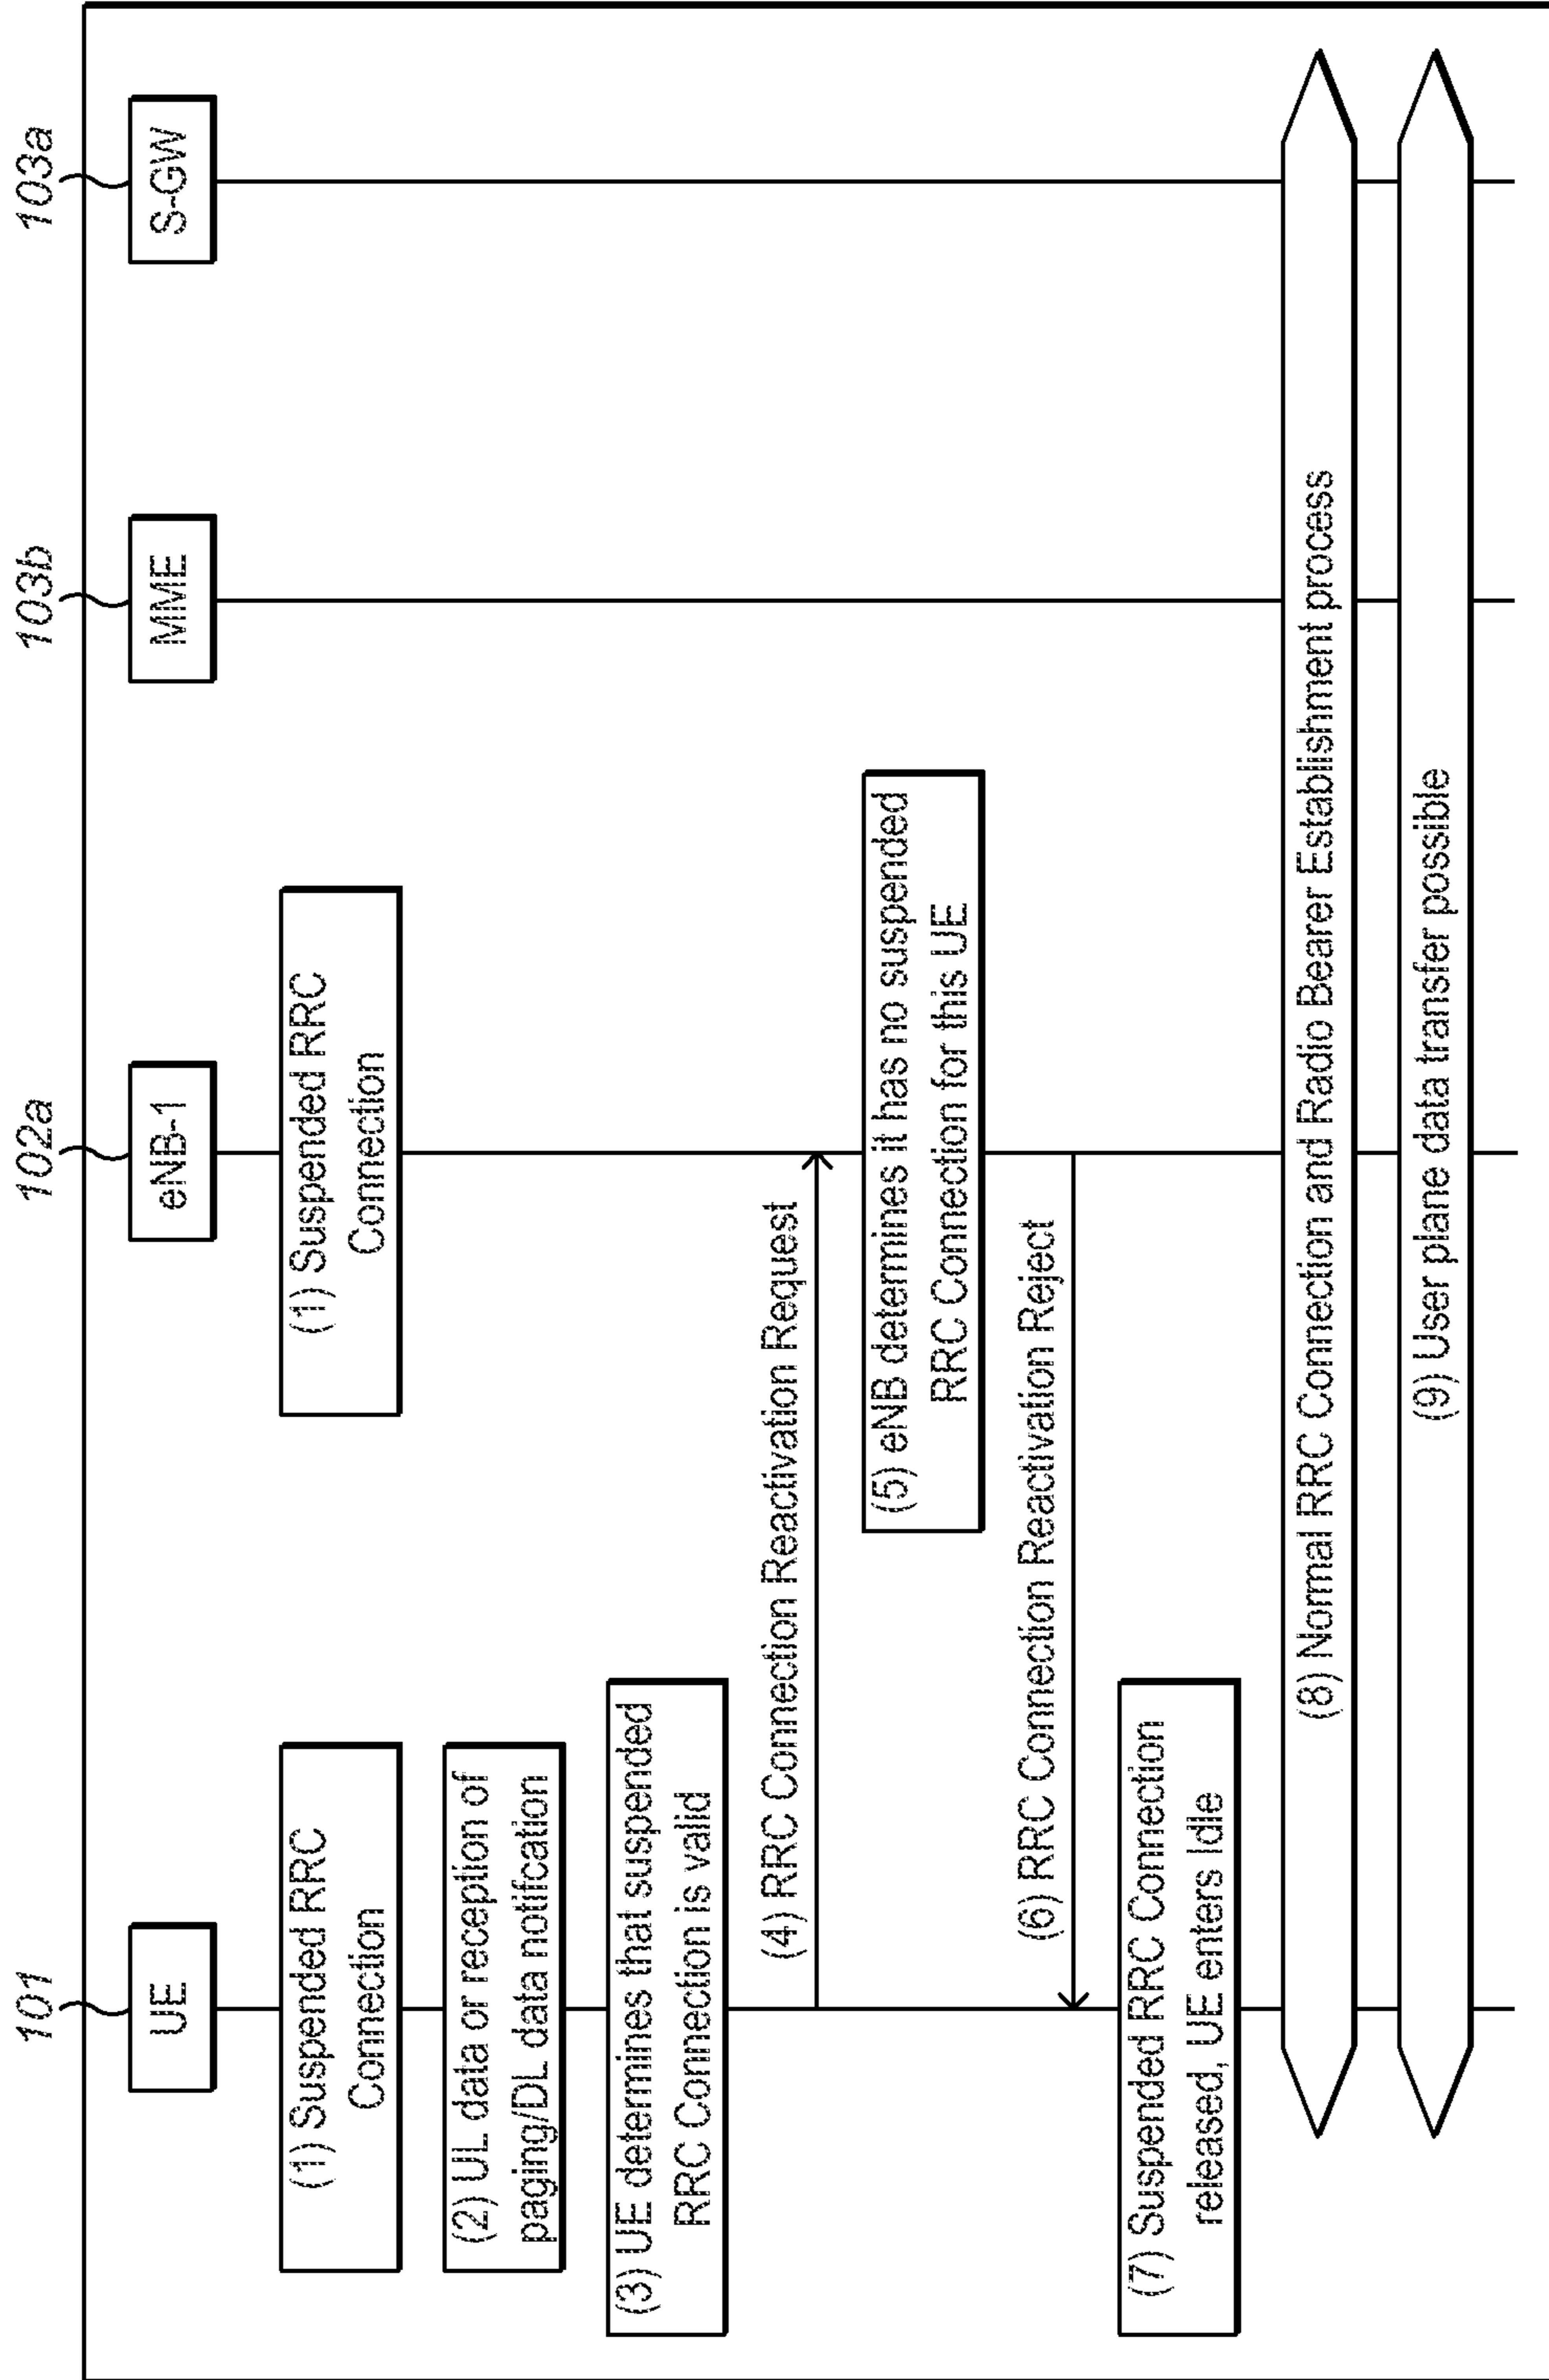 101
102a
103b
103a
UE
eNB-1
MME
S-GW
(1) Suspended RRC
Connection
(1) Suspended RRC
Connection
(2) UL data or reception of
paging/DL data notifcation
(3) UE determines that suspended
RRC Connection is valid
(4) RRC Connection Reactivation Request
(5) eNB determines it has no suspended
RRC Connection for this UE
(6) RRC Connection Reactivation Reject
(7) Suspended RRC Connection
released, UE enters Idle
(8) Normal RRC Connection and Radio Bearer Establishment process
(9) User plane data transfer possible